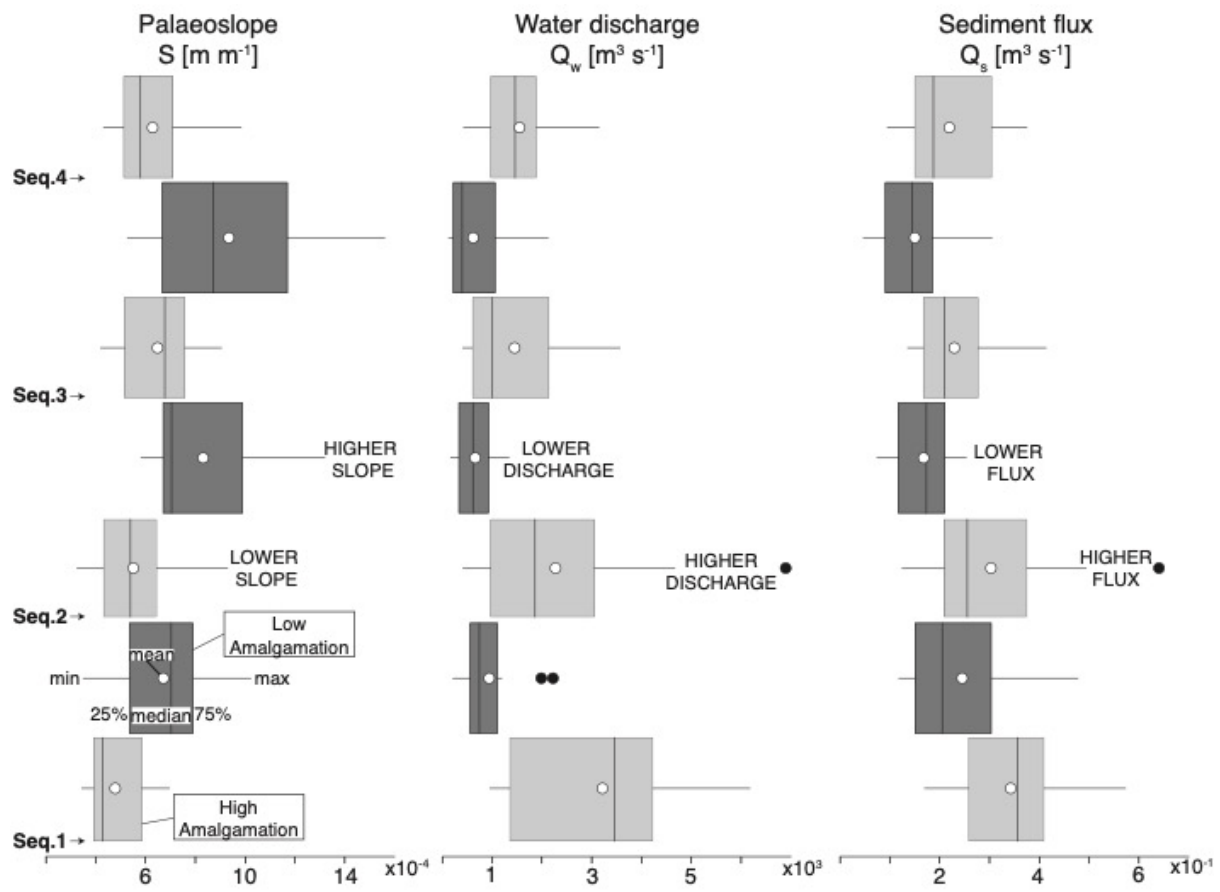 Palaeoslope
S [m m⁻¹]
Water discharge
Q_w [m³ s⁻¹]
Sediment flux
Q_s [m³ s⁻¹]
Seq.4→
Seq.3→
HIGHER
SLOPE
LOWER
DISCHARGE
LOWER
FLUX
LOWER
SLOPE
HIGHER
DISCHARGE
HIGHER
FLUX
Seq.2→
Low
Amalgamation
mean
min
max
25% median 75%
High
Amalgamation
Seq.1→
6 10 14 x10⁻⁴
1 3 5 x10³
2 4 6 x10⁻¹